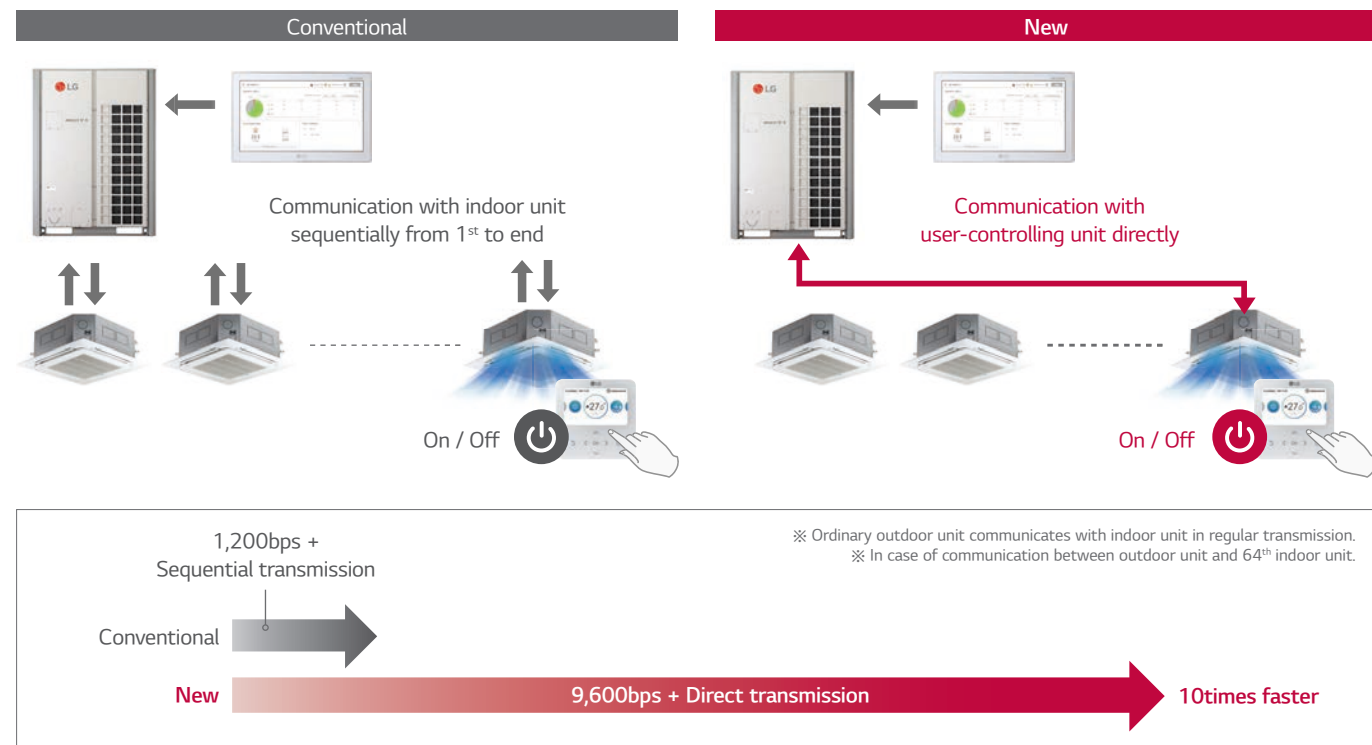 Conventional
LG
Communication with indoor unit
sequentially from 1st to end
On / Off
New
LG
Communication with
user-controlling unit directly
On / Off
※ Ordinary outdoor unit communicates with indoor unit in regular transmission.
※ In case of communication between outdoor unit and 64th indoor unit.
1,200bps +
Sequential transmission
Conventional
New
9,600bps + Direct transmission
10times faster